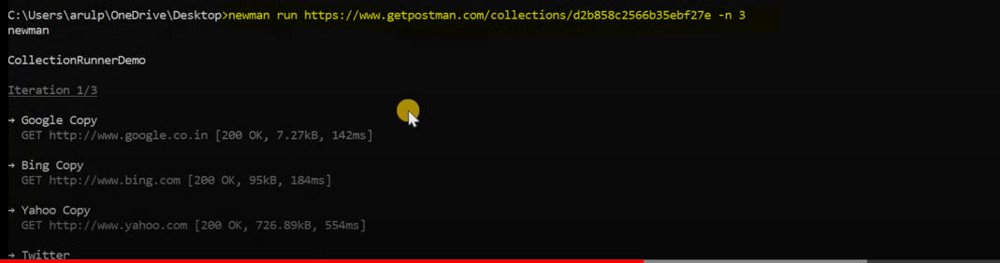 C:\Users\arulp\OneDrive\Desktop>newman run https://www.getpostman.com/collections/d2b858c2566b35ebf27e -n 3
newman
CollectionRunnerDemo
Iteration 1/3
→ Google Copy
GET http://www.google.co.in [200 OK, 7.27kB, 142ms]
→ Bing Copy
GET http://www.bing.com [200 OK, 95kB, 184ms]
→ Yahoo Copy
GET http://www.yahoo.com [200 OK, 726.89kB, 554ms]
→ Twitter